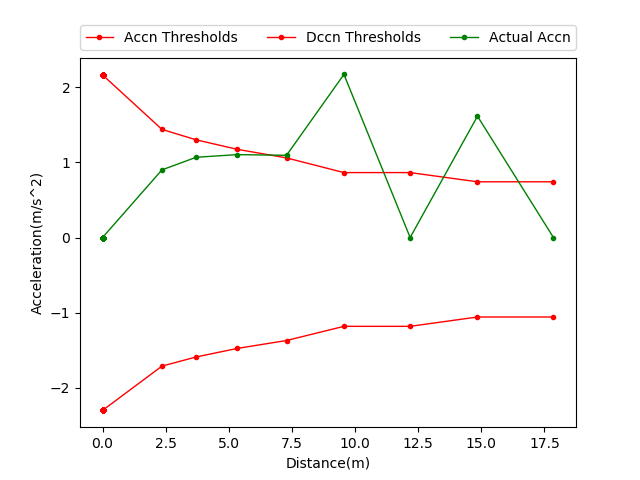 Accn Thresholds Dccn Thresholds Actual Accn
2
1
0
−1
−2
Acceleration(m/s^2)
0.0 2.5 5.0 7.5 10.0 12.5 15.0 17.5
Distance(m)